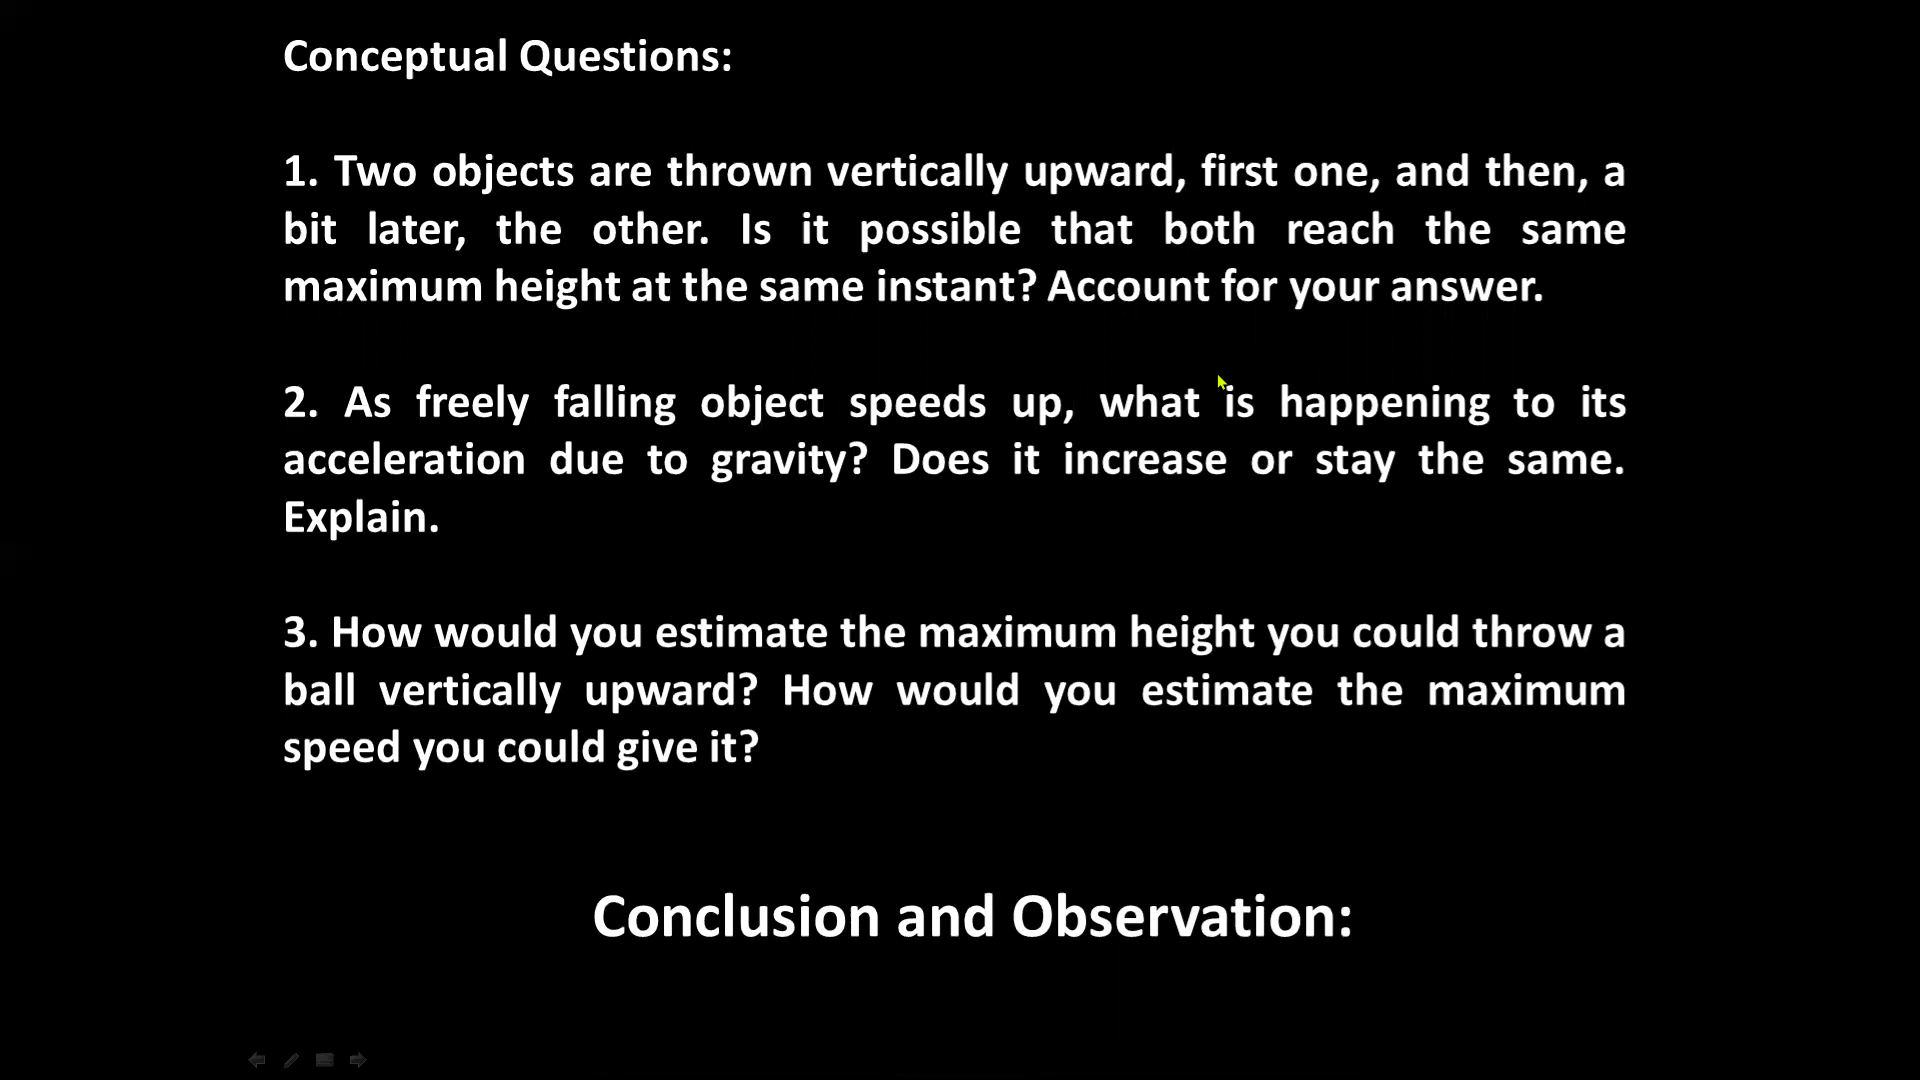 Conceptual Questions:
1. Two objects are thrown vertically upward, first one, and then, a
bit later, the other. Is it possible that both reach the same
maximum height at the same instant? Account for your answer.
2. As freely falling object speeds up, what is happening to its
acceleration due to gravity? Does it increase or stay the same.
Explain.
3. How would you estimate the maximum height you could throw a
ball vertically upward? How would you estimate the maximum
speed you could give it?
Conclusion and Observation: